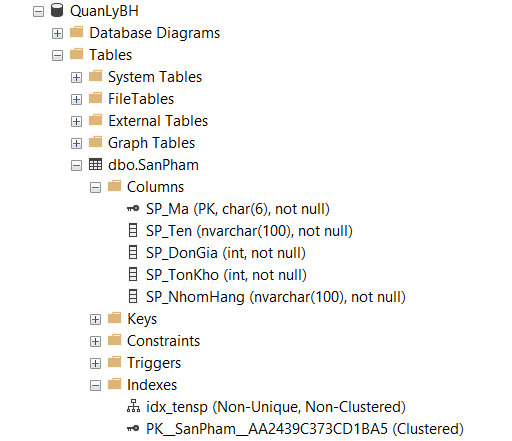 QuanLyBH
Database Diagrams
Tables
System Tables
FileTables
External Tables
Graph Tables
dbo.SanPham
Columns
SP_Ma (PK, char(6), not null)
SP_Ten (nvarchar(100), not null)
SP_DonGia (int, not null)
SP_TonKho (int, not null)
SP_NhomHang (nvarchar(100), not null)
Keys
Constraints
Triggers
Indexes
idx_tensp (Non-Unique, Non-Clustered)
PK__SanPham__AA2439C373CD1BA5 (Clustered)